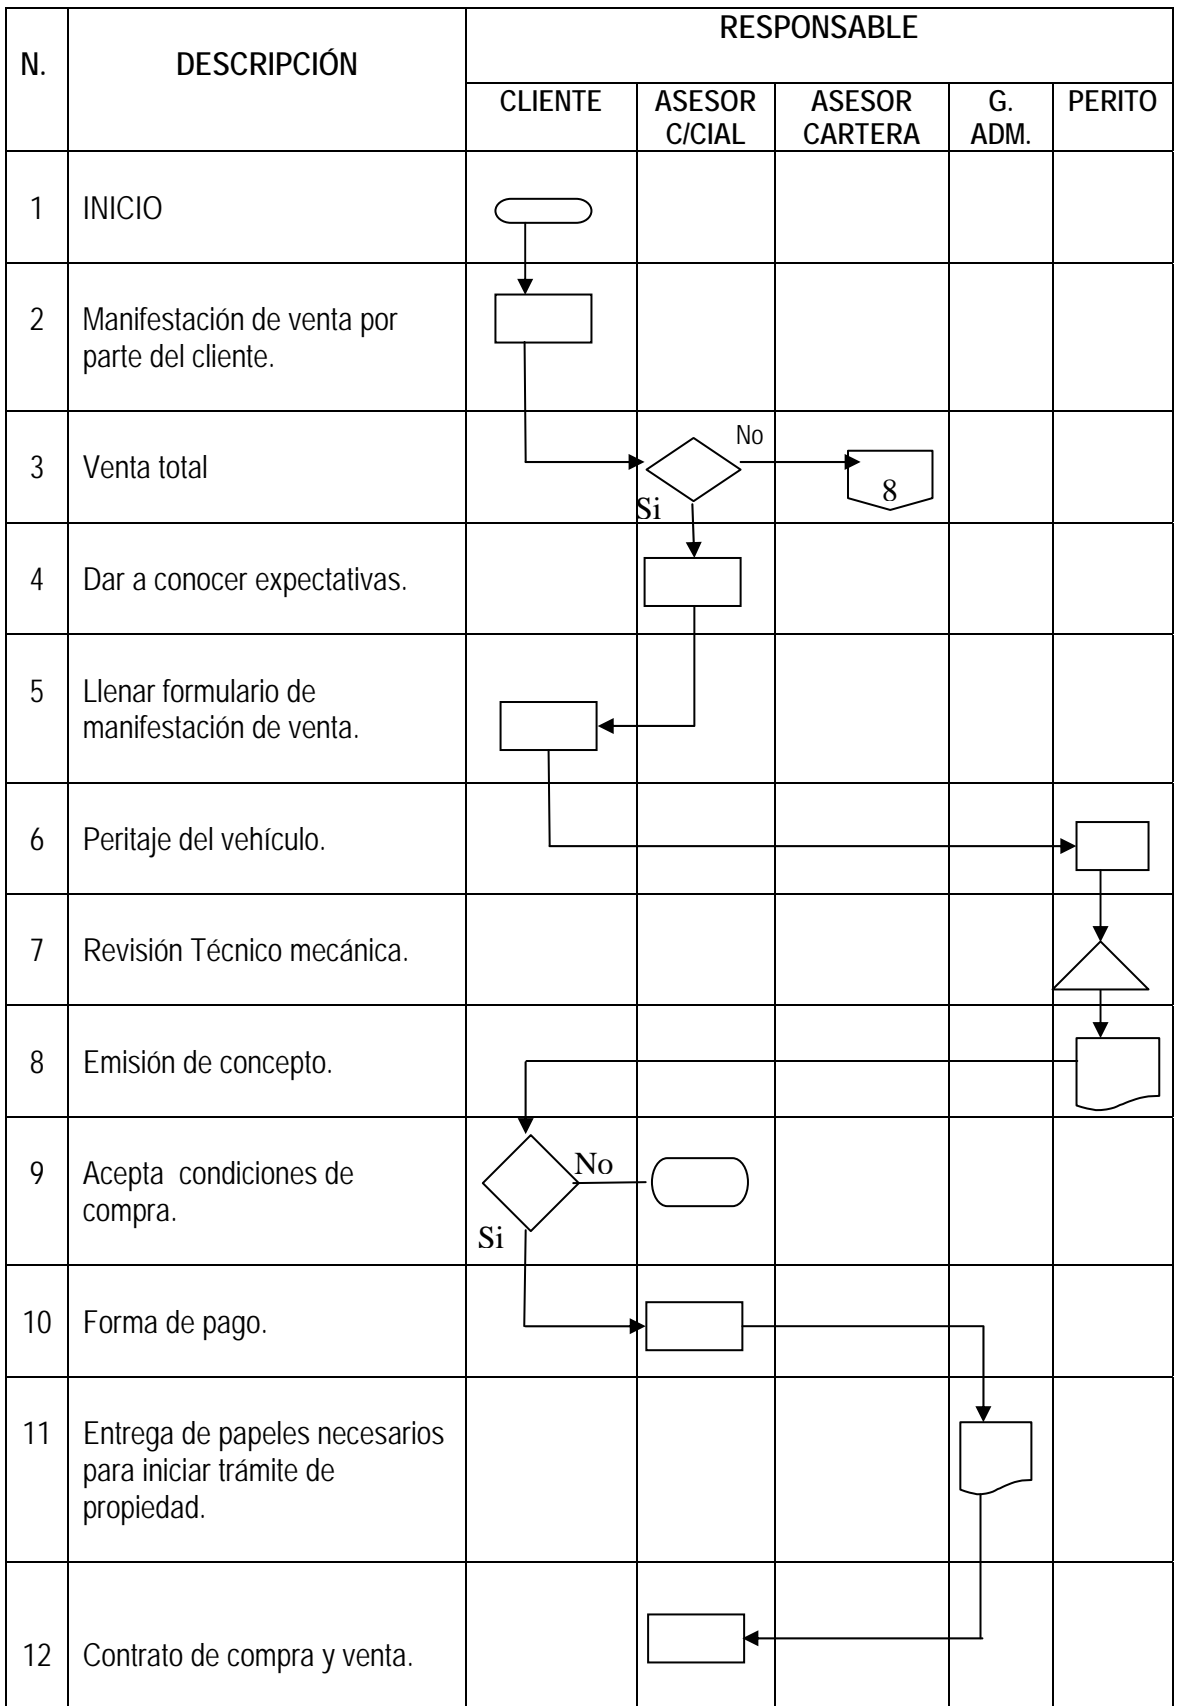 RESPONSABLE
N.
DESCRIPCIÓN
CLIENTE
ASESOR
C/CIAL
ASESOR
CARTERA
G.
ADM.
PERITO
1
INICIO
2
Manifestación de venta por
parte del cliente.
3
Venta total
No
8
Si
4
Dar a conocer expectativas.
5
Llenar formulario de
manifestación de venta.
6
Peritaje del vehículo.
7
Revisión Técnico mecánica.
8
Emisión de concepto.
9
Acepta condiciones de
compra.
No
Si
10
Forma de pago.
11
Entrega de papeles necesarios
para iniciar trámite de
propiedad.
12
Contrato de compra y venta.